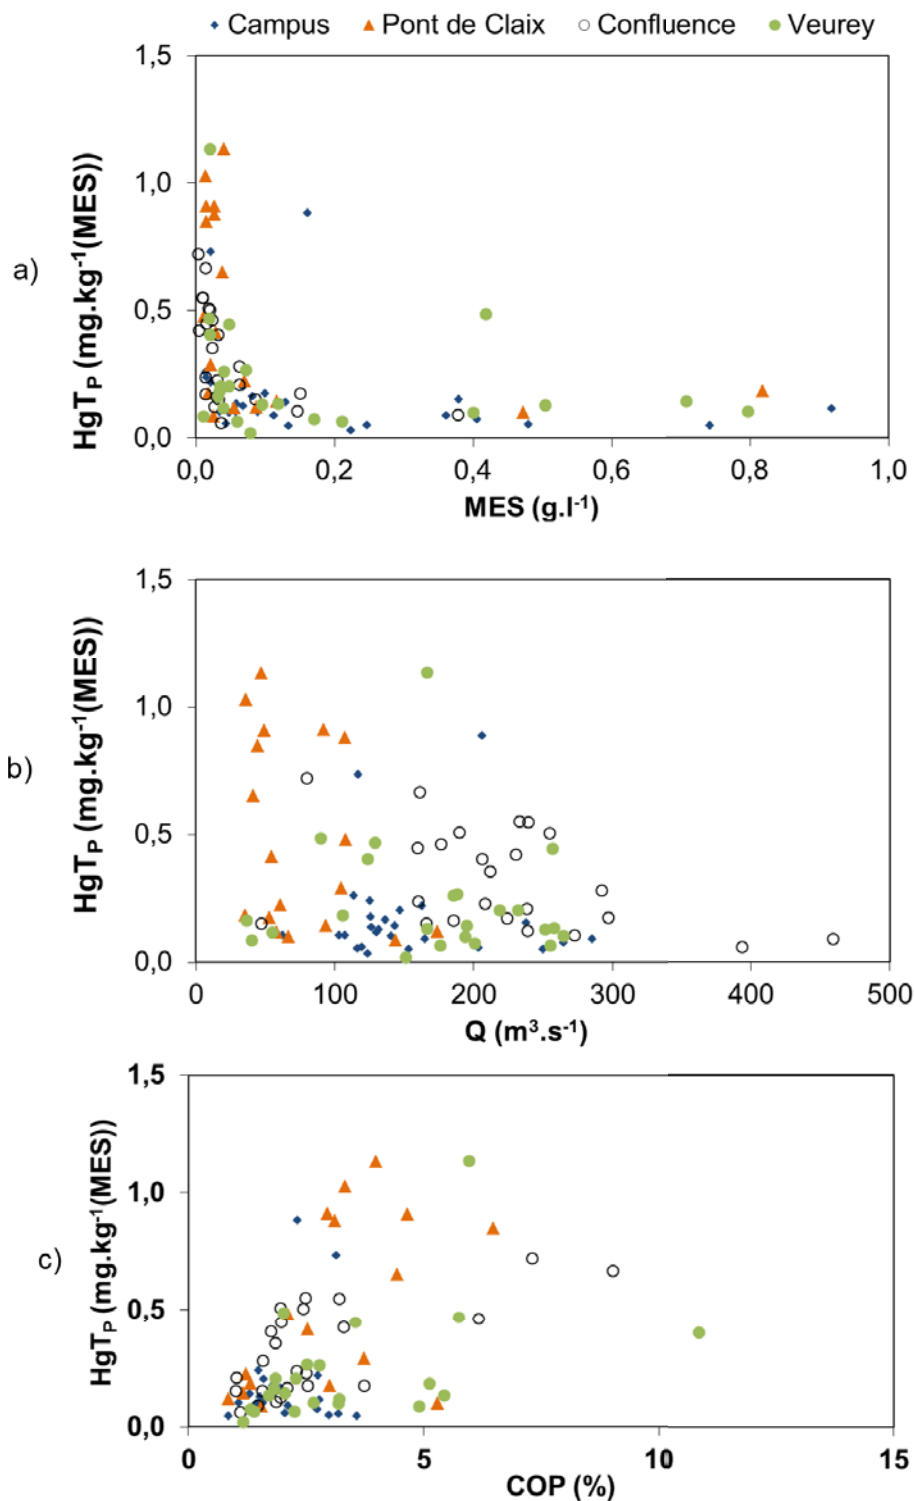 Campus Pont de Claix Confluence Veurey
a)
HgT_P (mg.kg⁻¹(MES))
1,5
1,0
0,5
0,0
0,0 0,2 0,4 0,6 0,8 1,0
MES (g.l⁻¹)
b)
HgT_P (mg.kg⁻¹(MES))
1,5
1,0
0,5
0,0
0 100 200 300 400 500
Q (m³.s⁻¹)
c)
HgT_P (mg.kg⁻¹(MES))
1,5
1,0
0,5
0,0
0 5 10 15
COP (%)